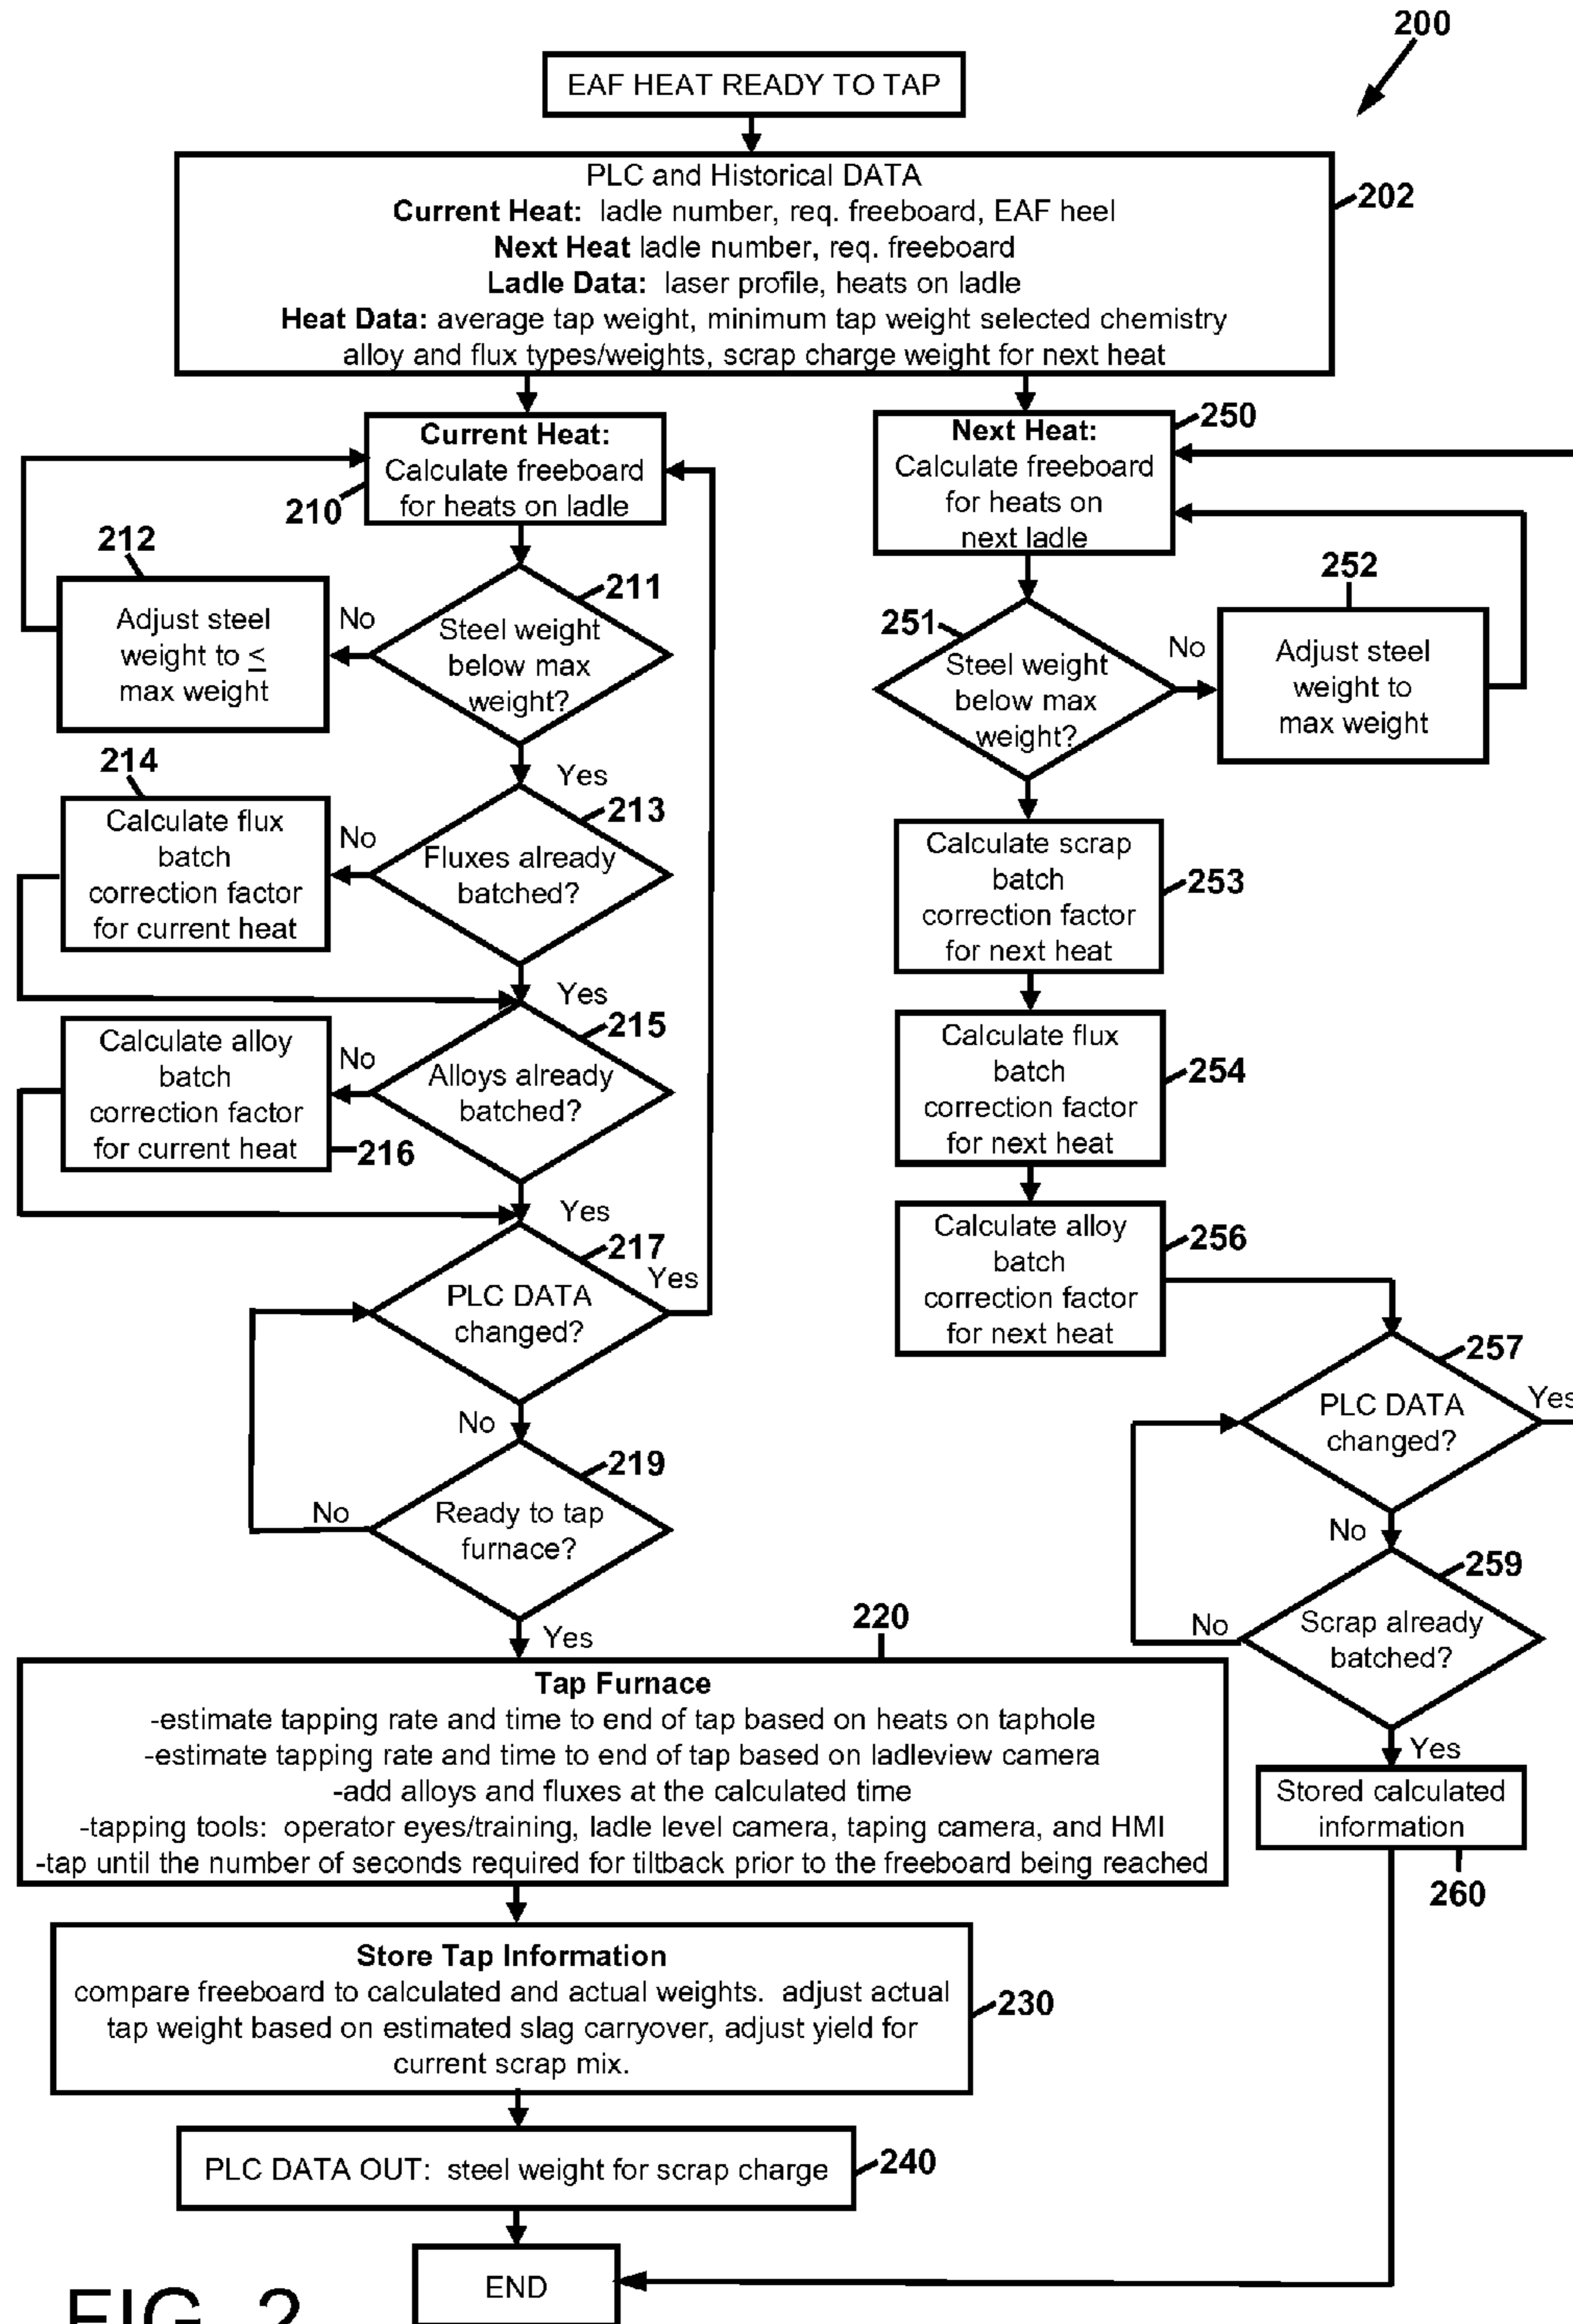 200
EAF HEAT READY TO TAP
PLC and Historical DATA
Current Heat: ladle number, req. freeboard, EAF heel
Next Heat ladle number, req. freeboard
Ladle Data: laser profile, heats on ladle
Heat Data: average tap weight, minimum tap weight selected chemistry
alloy and flux types/weights, scrap charge weight for next heat
202
Current Heat:
Calculate freeboard
for heats on ladle
210
212
Adjust steel
weight to ≤
max weight
No
211
Steel weight
below max
weight?
Yes
214
Calculate flux
batch
correction factor
for current heat
No
213
Fluxes already
batched?
Yes
Calculate alloy
batch
correction factor
for current heat
216
No
215
Alloys already
batched?
Yes
217
PLC DATA
changed?
Yes
No
219
Ready to tap
furnace?
No
Yes
250
Next Heat:
Calculate freeboard
for heats on
next ladle
251
Steel weight
below max
weight?
No
252
Adjust steel
weight to
max weight
Calculate scrap
batch
correction factor
for next heat
253
Calculate flux
batch
correction factor
for next heat
254
Calculate alloy
batch
correction factor
for next heat
256
257
PLC DATA
changed?
Yes
No
259
Scrap already
batched?
No
Yes
Stored calculated
information
260
220
Tap Furnace
-estimate tapping rate and time to end of tap based on heats on taphole
-estimate tapping rate and time to end of tap based on ladleview camera
-add alloys and fluxes at the calculated time
-tapping tools: operator eyes/training, ladle level camera, taping camera, and HMI
-tap until the number of seconds required for tiltback prior to the freeboard being reached
Store Tap Information
compare freeboard to calculated and actual weights. adjust actual
tap weight based on estimated slag carryover, adjust yield for
current scrap mix.
230
PLC DATA OUT: steel weight for scrap charge
240
END
FIG. 2